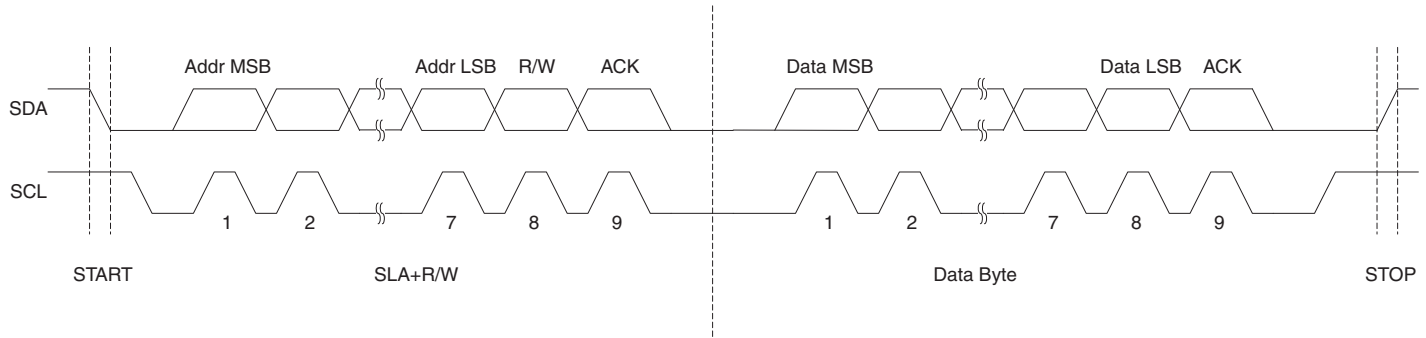 Addr MSB Addr LSB R/W ACK Data MSB Data LSB ACK
SDA
SCL
1 2 7 8 9 1 2 7 8 9
START SLA+R/W Data Byte STOP